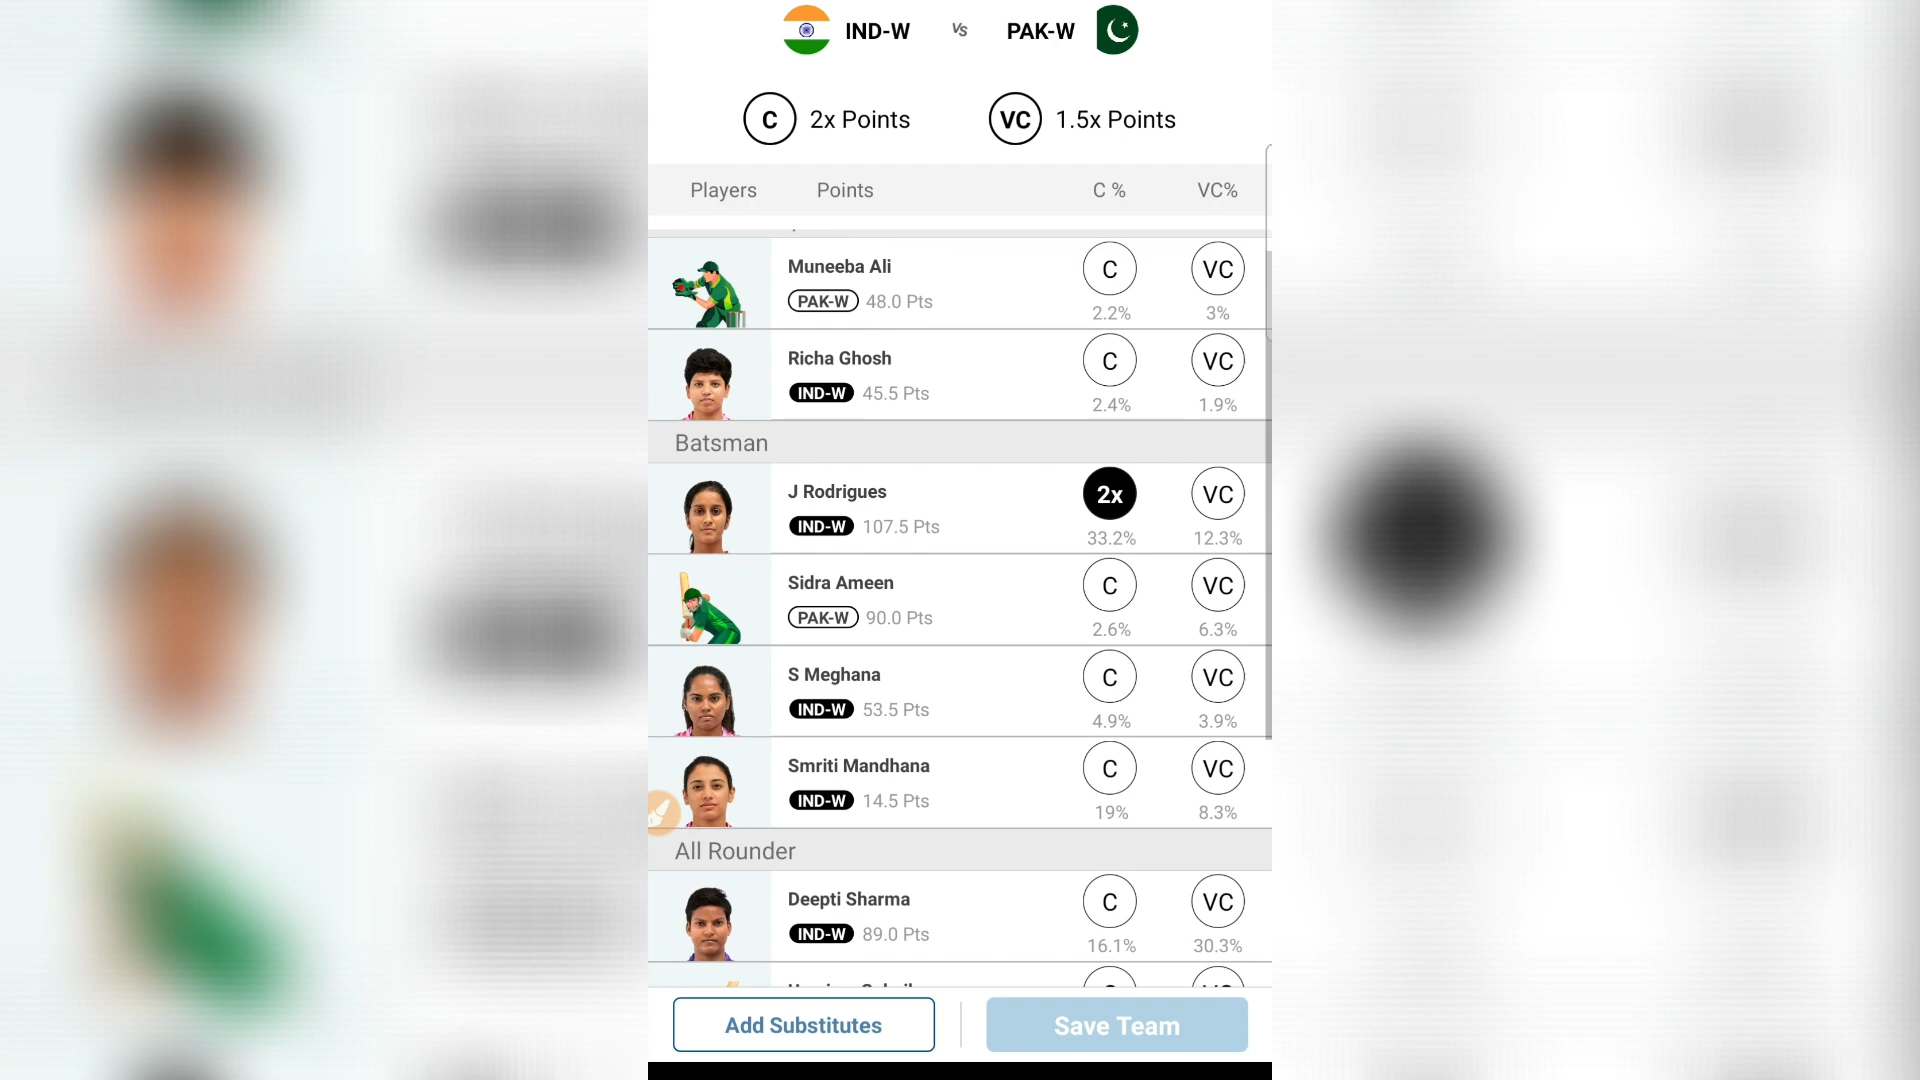 IND-W Vs PAK-W
C 2x Points VC 1.5x Points
Players Points C % VC%
Muneeba Ali C VC
PAK-W 48.0 Pts 2.2% 3%
Richa Ghosh C VC
IND-W 45.5 Pts 2.4% 1.9%
Batsman
J Rodrigues 2x VC
IND-W 107.5 Pts 33.2% 12.3%
Sidra Ameen C VC
PAK-W 90.0 Pts 2.6% 6.3%
S Meghana C VC
IND-W 53.5 Pts 4.9% 3.9%
Smriti Mandhana C VC
IND-W 14.5 Pts 19% 8.3%
All Rounder
Deepti Sharma C VC
IND-W 89.0 Pts 16.1% 30.3%
Add Substitutes Save Team